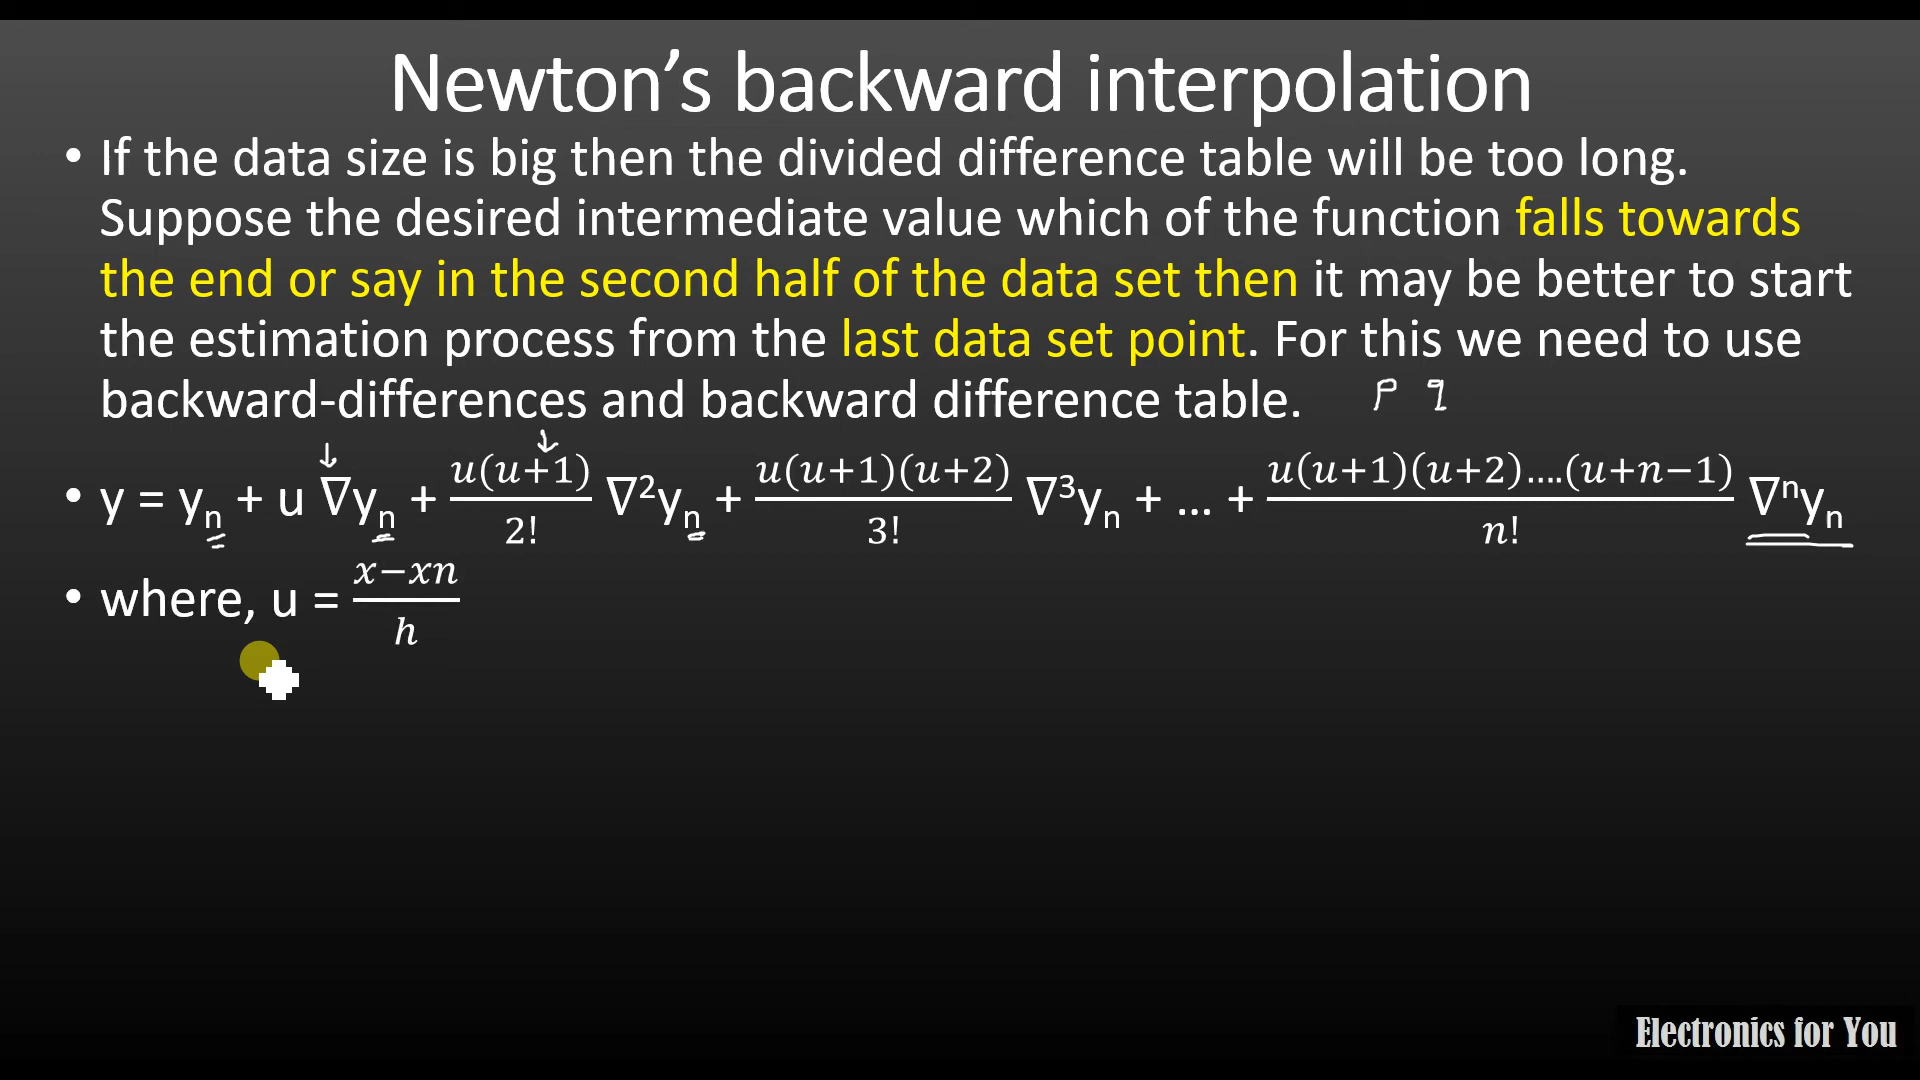 Newton’s backward interpolation
• If the data size is big then the divided difference table will be too long.
Suppose the desired intermediate value which of the function falls towards
the end or say in the second half of the data set then it may be better to start
the estimation process from the last data set point. For this we need to use
backward-differences and backward difference table. P q
• y = yₙ + u ∇yₙ + u(u+1)/2! ∇²yₙ + u(u+1)(u+2)/3! ∇³yₙ + ... + u(u+1)(u+2)....(u+n−1)/n! ∇ⁿyₙ
• where, u = x−xn/h
Electronics for You